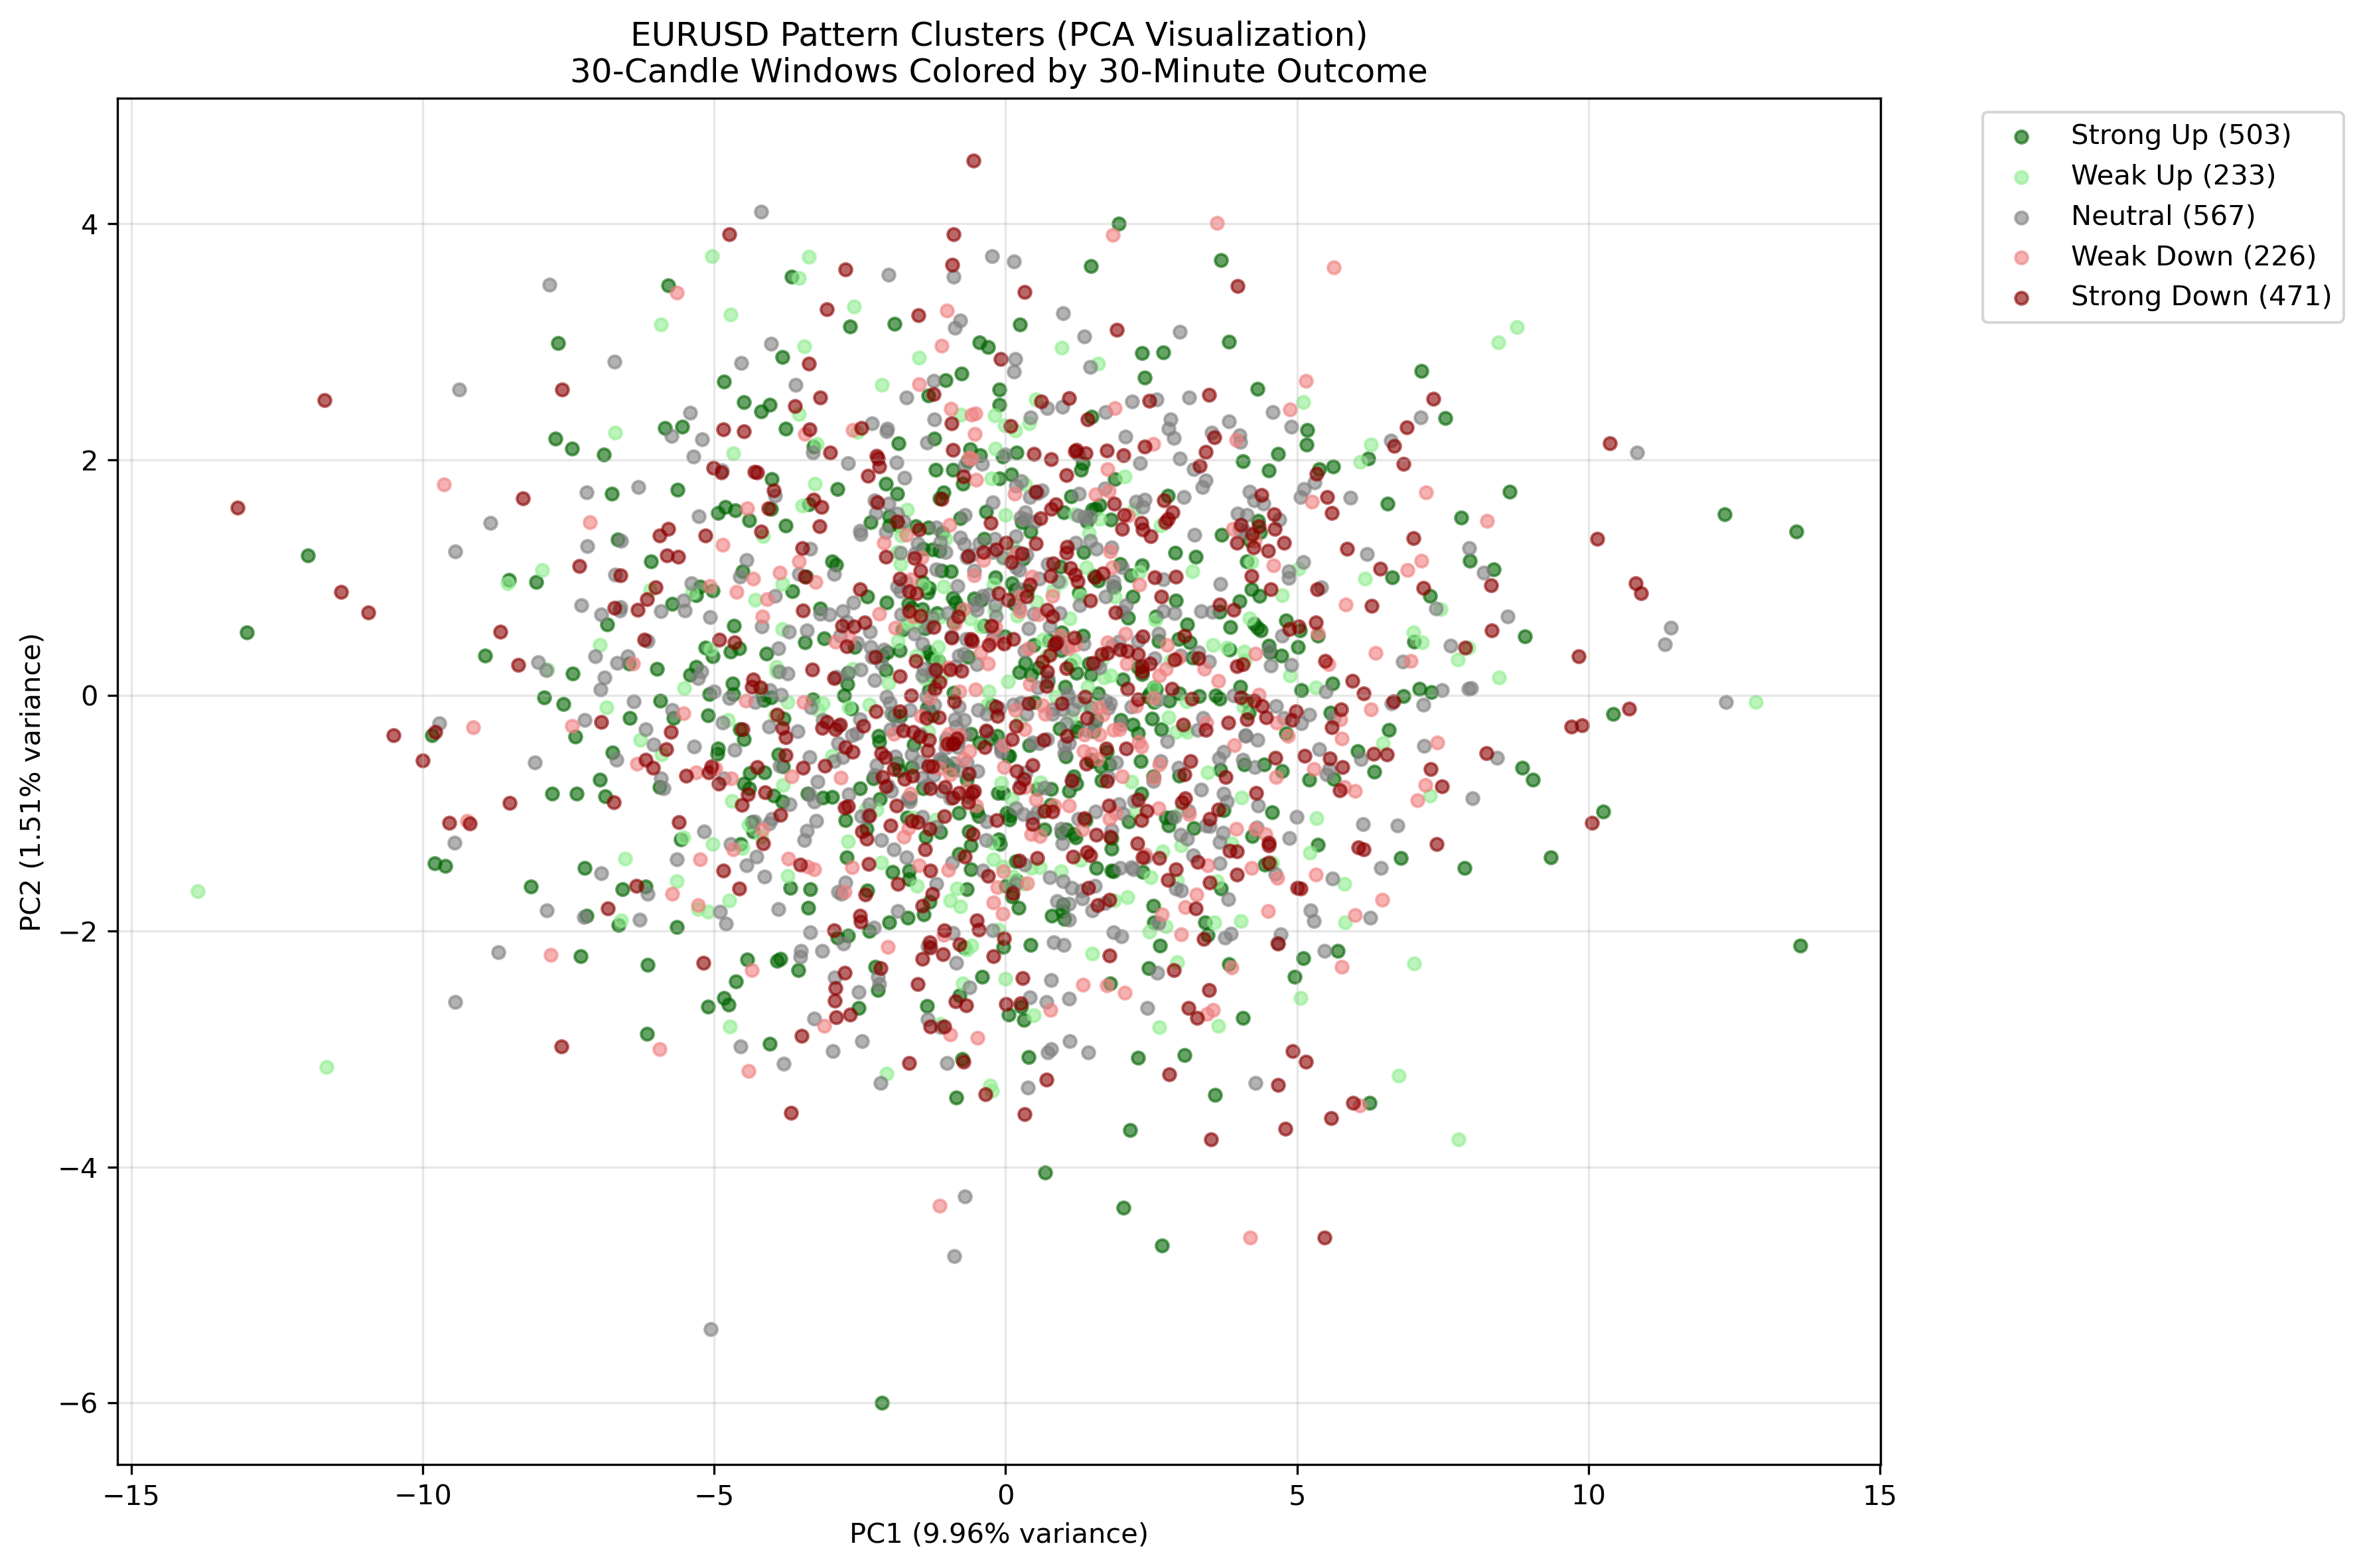 EURUSD Pattern Clusters (PCA Visualization)
30-Candle Windows Colored by 30-Minute Outcome
Strong Up (503)
Weak Up (233)
Neutral (567)
Weak Down (226)
Strong Down (471)
PC2 (1.51% variance)
4
2
0
−2
−4
−6
−15
−10
−5
0
5
10
15
PC1 (9.96% variance)